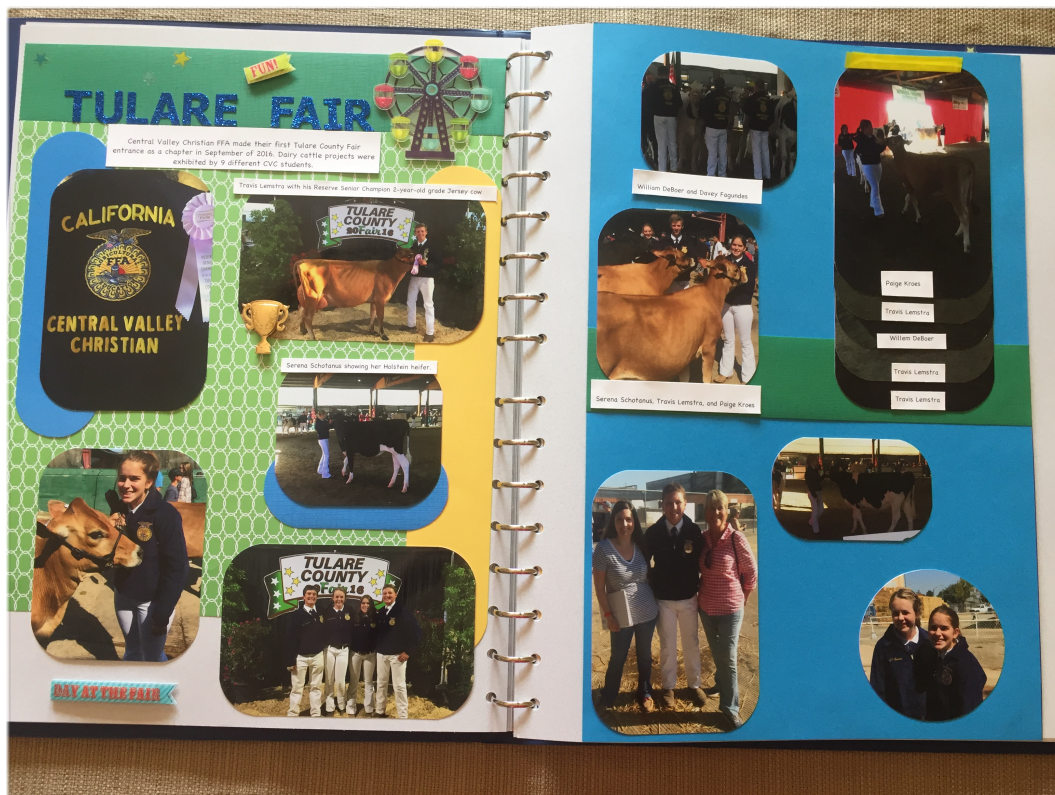 FUN!
TULARE FAIR
Central Valley Christian FFA made their first Tulare County Fair
entrance as a chapter in September of 2016. Dairy cattle projects were
exhibited by 9 different CVC students.
Travis Lemstra with his Reserve Senior Champion 2-year-old grade Jersey cow
CALIFORNIA
FFA
CENTRAL VALLEY
CHRISTIAN
TULARE
COUNTY
20Fair16
Serena Schotanus showing her Holstein heifer.
TULARE
COUNTY
20Fair16
DAY AT THE FAIR
William DeBoer and Davey Fagundes
Serena Schotanus, Travis Lemstra, and Paige Kroes
Paige Kroes
Travis Lemstra
Willem DeBoer
Travis Lemstra
Travis Lemstra